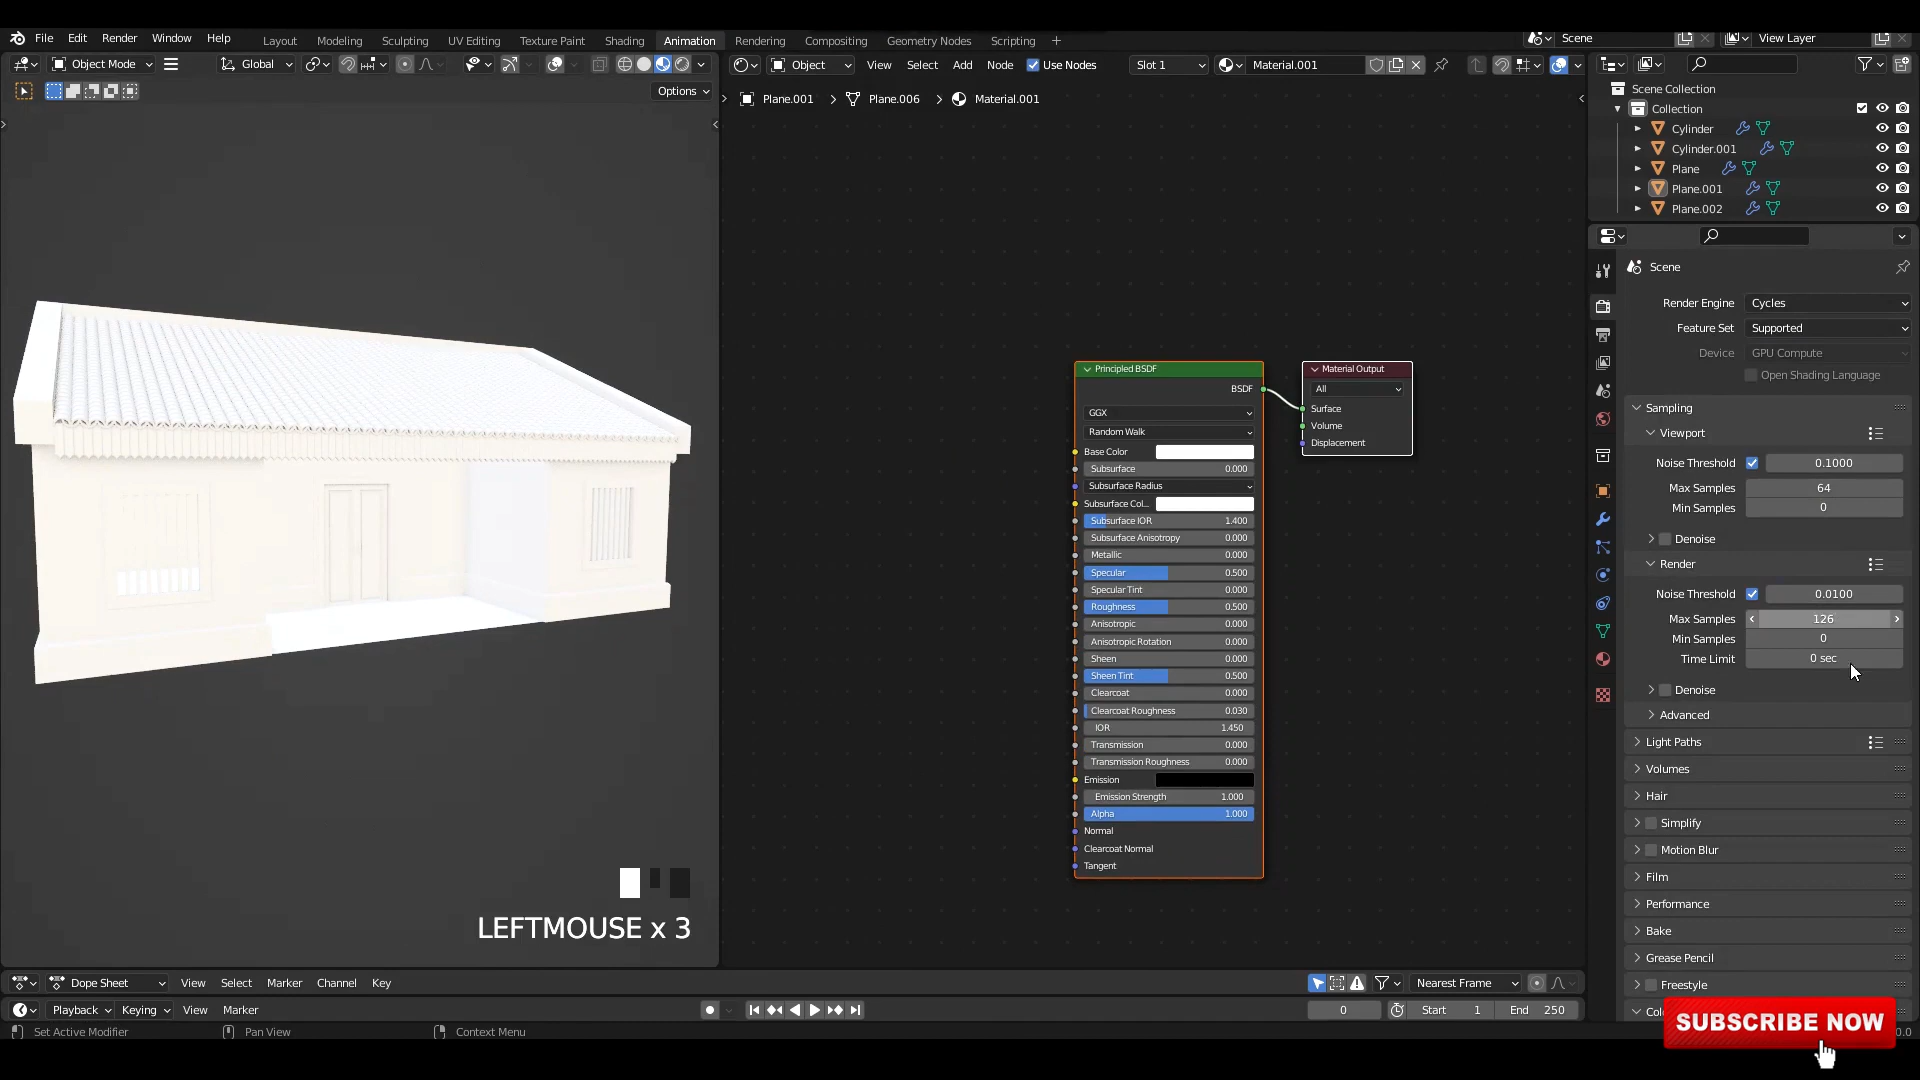 File Edit Render Window Help Layout Modeling Sculpting UV Editing Texture Paint Shading Animation Rendering Compositing Geometry Nodes Scripting + Scene View Layer
Object Mode Global Object View Select Add Node Use Nodes Slot 1 Material.001
Options
Plane.001 > Plane.006 > Material.001
Scene Collection
Collection
Cylinder
Cylinder.001
Plane
Plane.001
Plane.002
Scene
Render Engine Cycles
Feature Set Supported
Device GPU Compute
Open Shading Language
Sampling
Viewport
Noise Threshold 0.1000
Max Samples 64
Min Samples 0
Denoise
Render
Noise Threshold 0.0100
Max Samples 126
Min Samples 0
Time Limit 0 sec
Denoise
Advanced
Light Paths
Volumes
Hair
Simplify
Motion Blur
Film
Performance
Bake
Grease Pencil
Freestyle
Principled BSDF
BSDF
GGX
Random Walk
Base Color
Subsurface 0.000
Subsurface Radius
Subsurface Col...
Subsurface IOR 1.400
Subsurface Anisotropy 0.000
Metallic 0.000
Specular 0.500
Specular Tint 0.000
Roughness 0.500
Anisotropic 0.000
Anisotropic Rotation 0.000
Sheen 0.000
Sheen Tint 0.500
Clearcoat 0.000
Clearcoat Roughness 0.030
IOR 1.450
Transmission 0.000
Transmission Roughness 0.000
Emission
Emission Strength 1.000
Alpha 1.000
Normal
Clearcoat Normal
Tangent
Material Output
All
Surface
Volume
Displacement
LEFTMOUSE x 3
Dope Sheet View Select Marker Channel Key Nearest Frame
Playback Keying View Marker 0 Start 1 End 250
Set Active Modifier Pan View Context Menu
SUBSCRIBE NOW